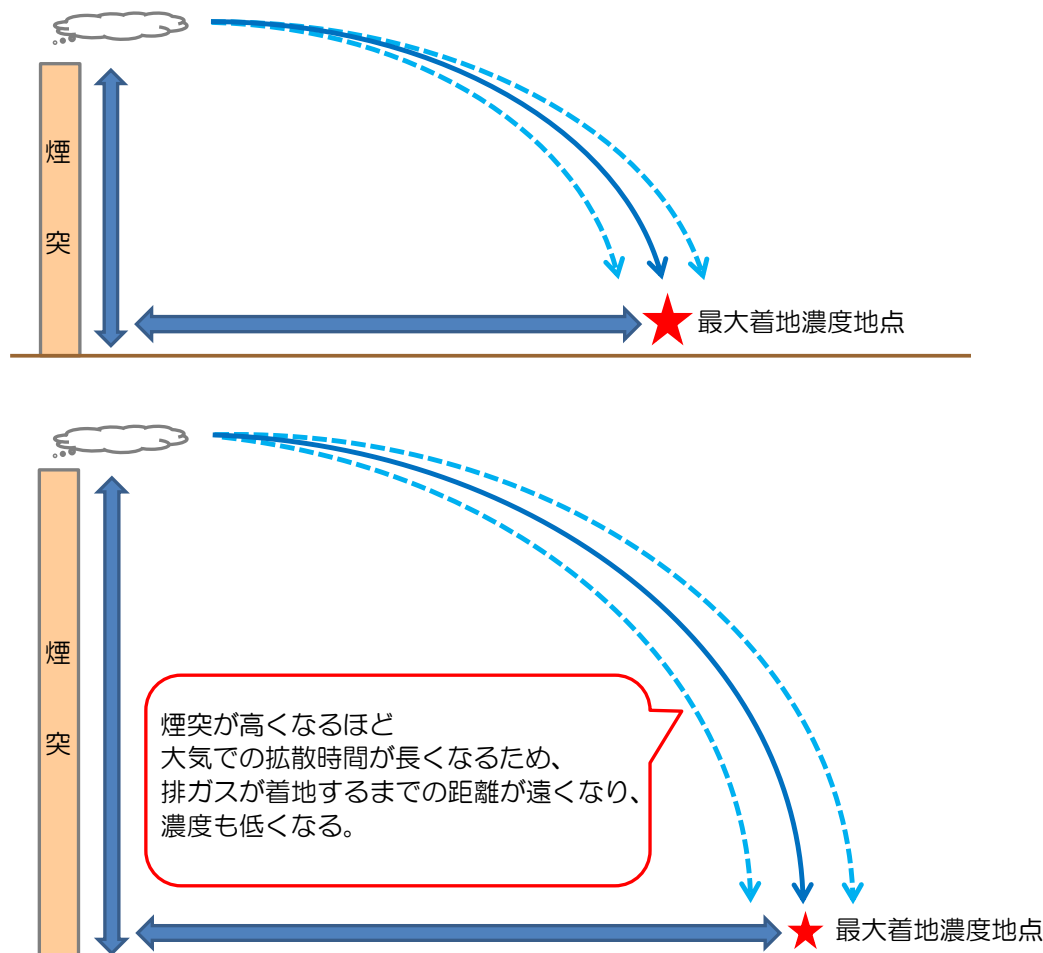 煙
突
最大着地濃度地点
煙
突
煙突が高くなるほど
大気での拡散時間が長くなるため、
排ガスが着地するまでの距離が遠くなり、
濃度も低くなる。
最大着地濃度地点